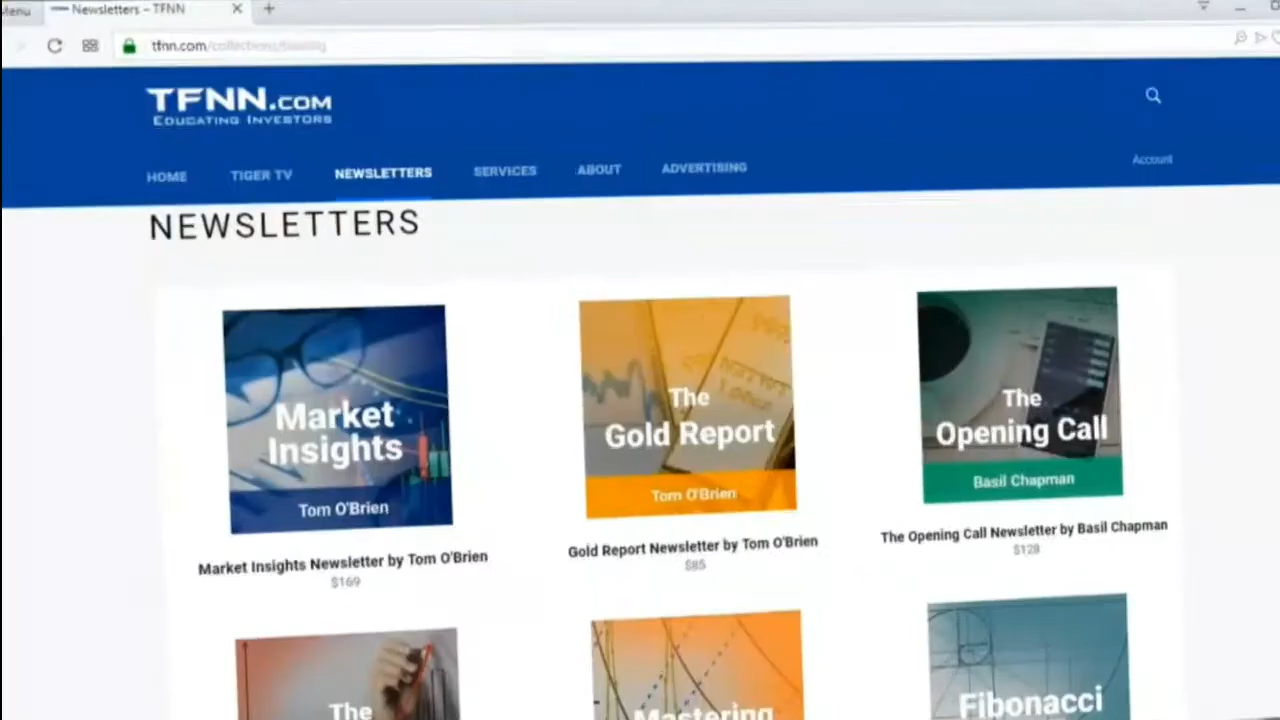 Menu
Newsletters – TFNN
tfnn.com/collections/
TFNN.COM
EDUCATING INVESTORS
HOME
TIGER TV
NEWSLETTERS
SERVICES
ABOUT
ADVERTISING
Account
NEWSLETTERS
Market
Insights
Tom O'Brien
Market Insights Newsletter by Tom O'Brien
$169
The
Gold Report
Tom O'Brien
Gold Report Newsletter by Tom O'Brien
$85
The
Opening Call
Basil Chapman
The Opening Call Newsletter by Basil Chapman
$128
The
Mastering
Fibonacci